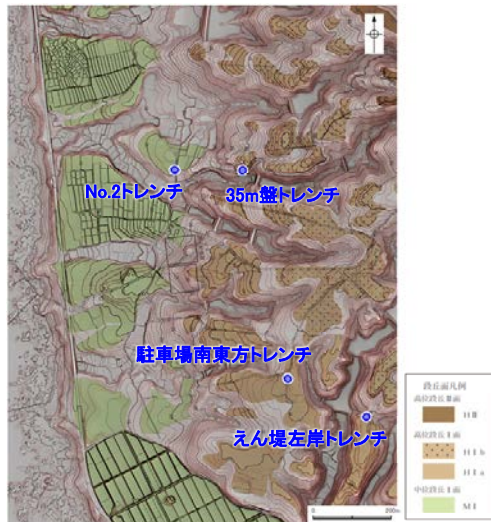 No.2トレンチ
35m盤トレンチ
駐車場南東方トレンチ
えん堤左岸トレンチ
段丘面凡例
高位段丘Ⅱ面
HⅡ
高位段丘Ⅰ面
HⅠb
HⅠa
中位段丘Ⅰ面
MⅠ
0
200m